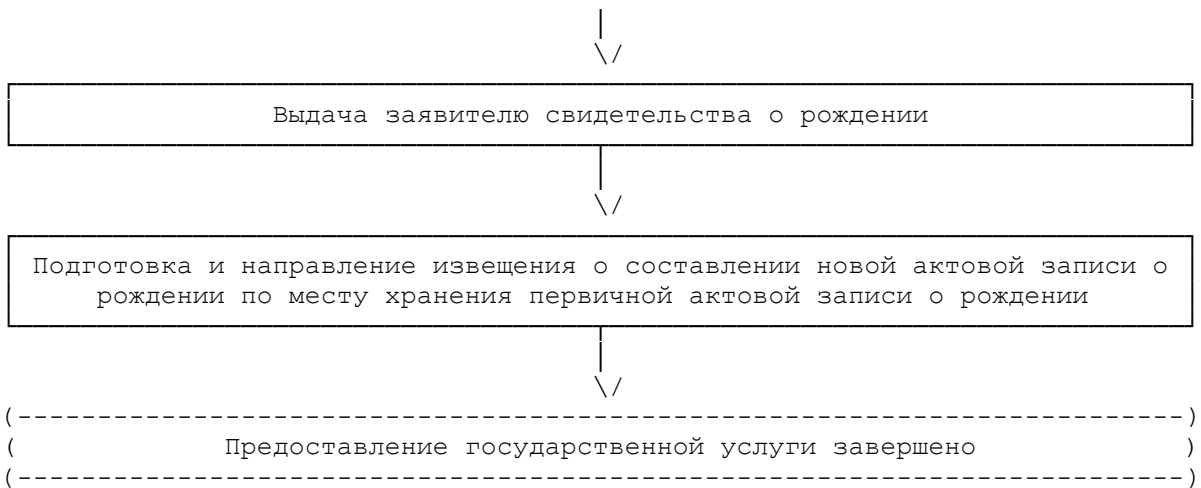 Выдача заявителю свидетельства о рождении
Подготовка и направление извещения о составлении новой актовой записи о
рождении по месту хранения первичной актовой записи о рождении
Предоставление государственной услуги завершено